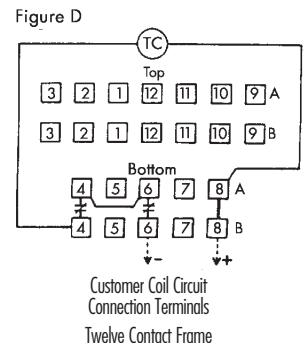 Figure D
TC
Top
3 2 1 12 11 10 9 A
3 2 1 12 11 10 9 B
Bottom
4 5 6 7 8 A
4 5 6 7 8 B
- +
Customer Coil Circuit
Connection Terminals
Twelve Contact Frame